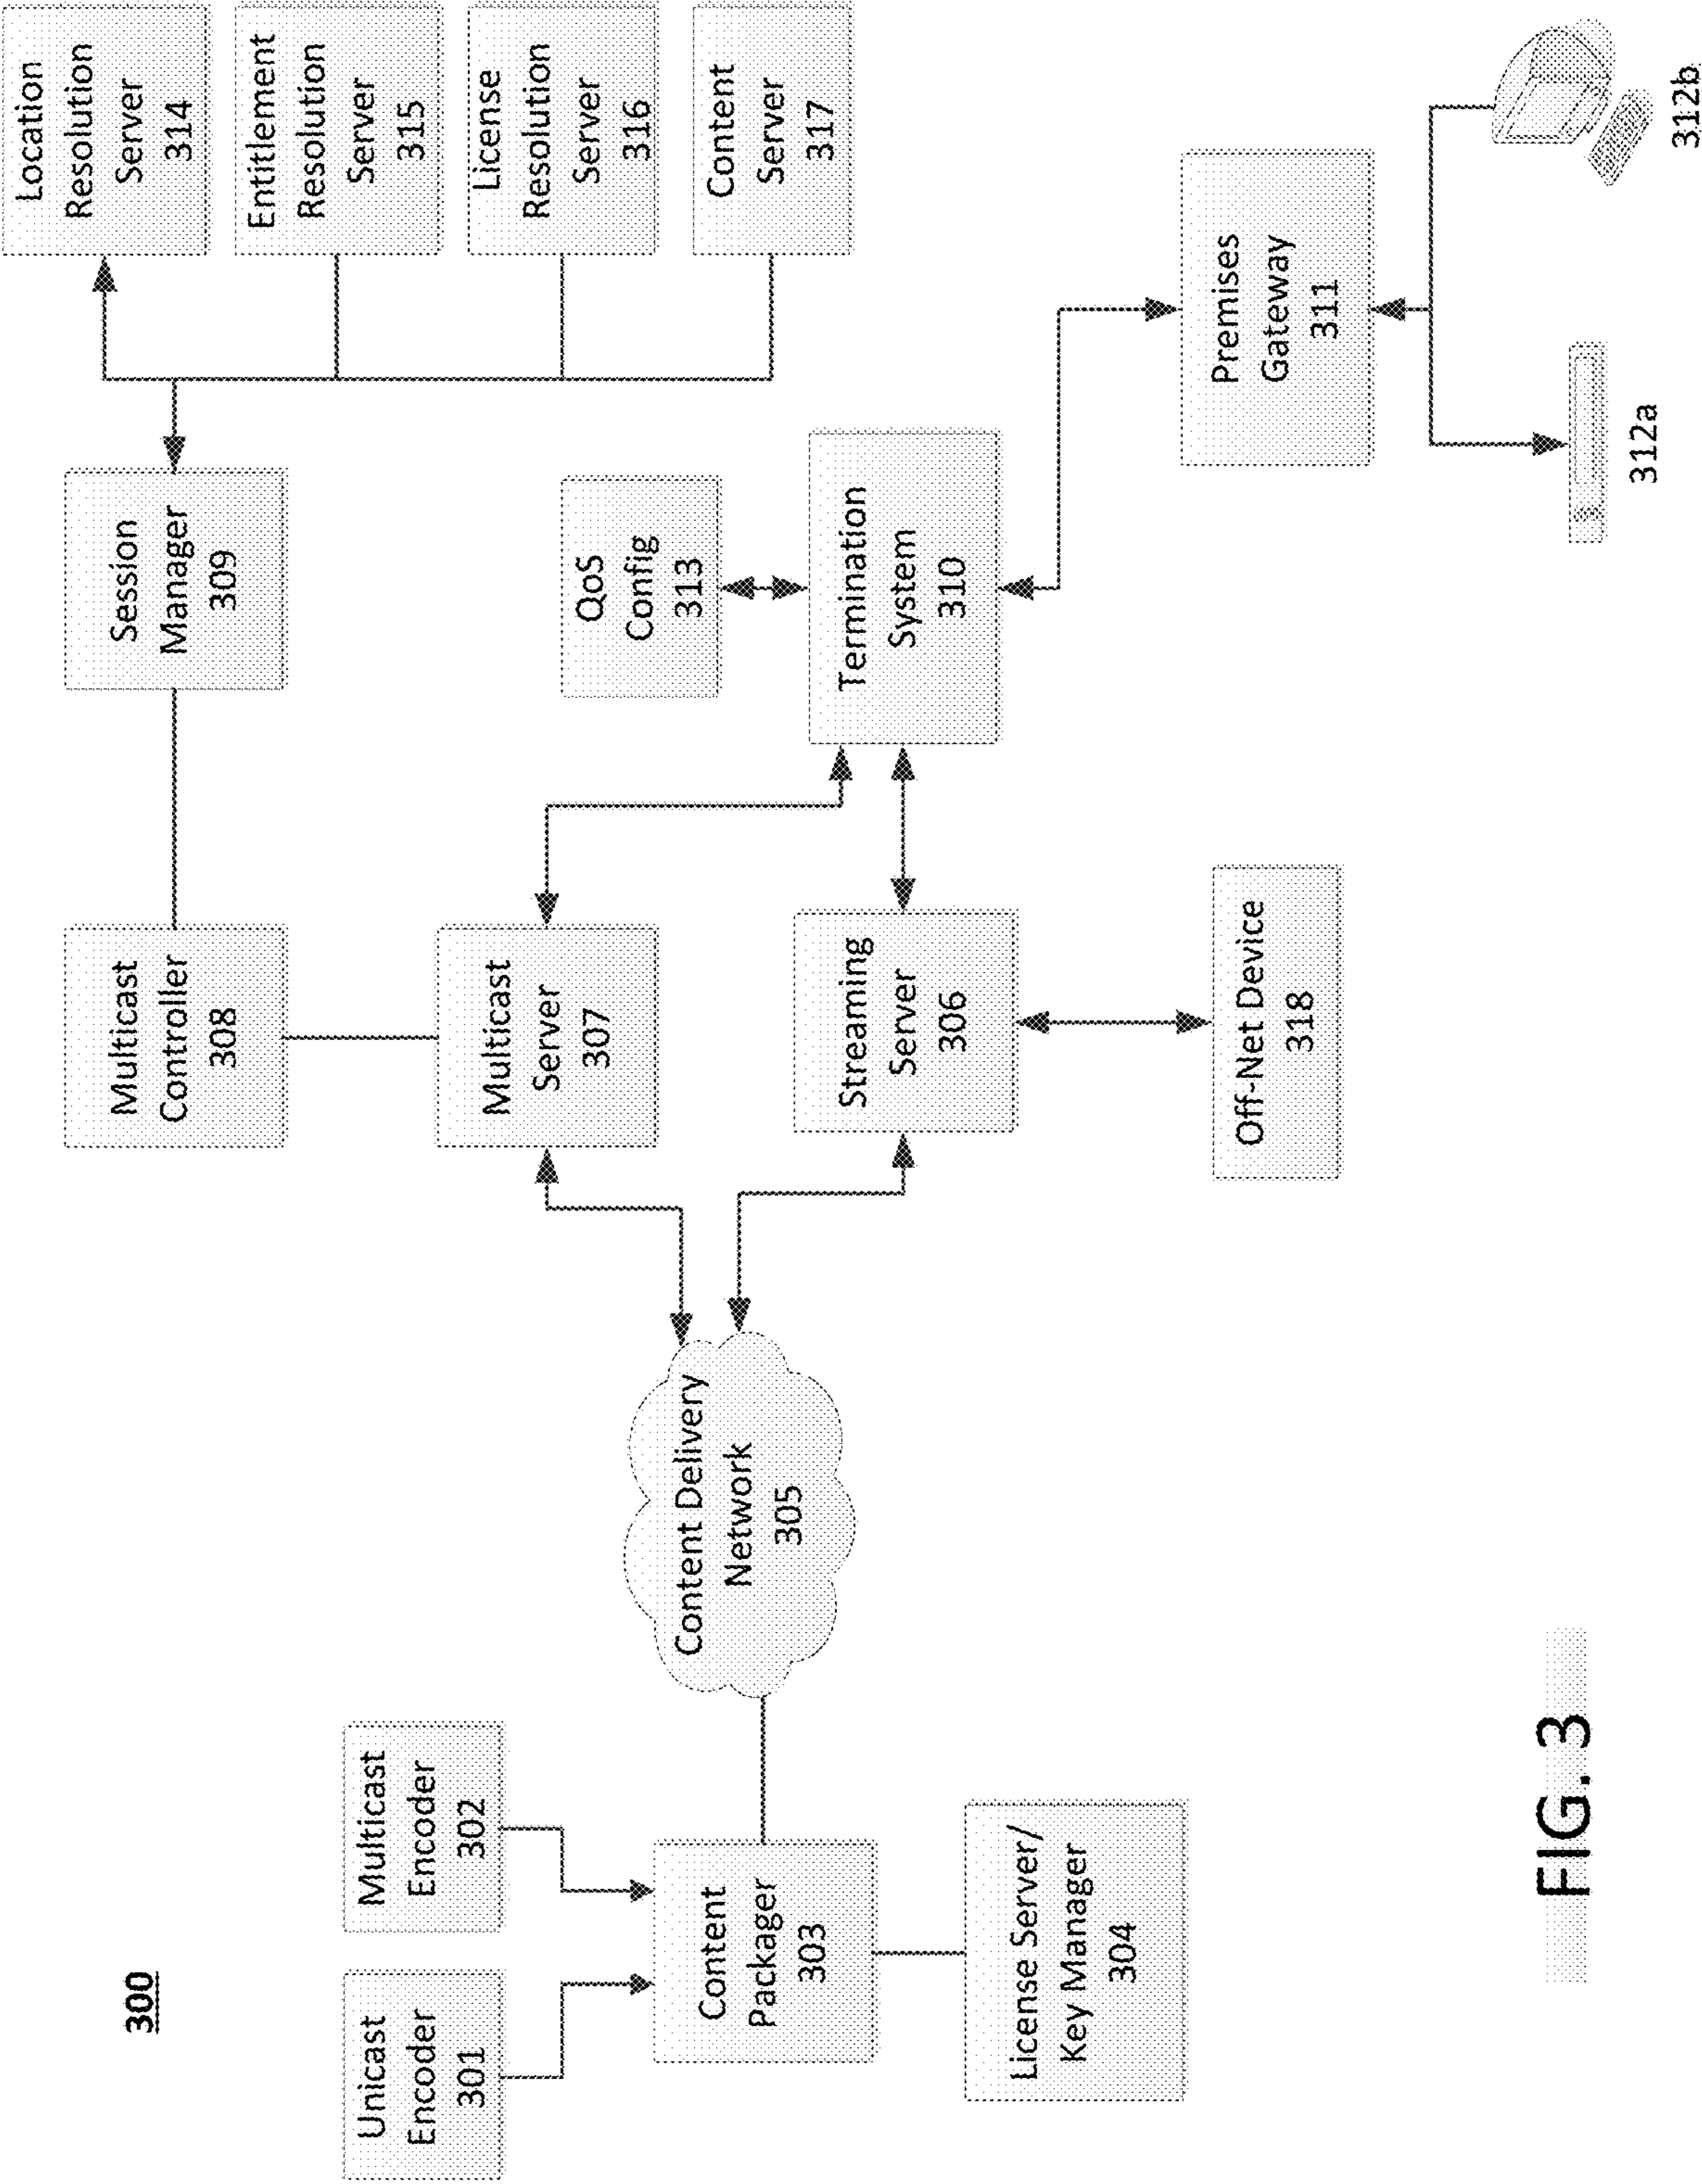 300
Unicast
Encoder
301
Multicast
Encoder
302
Content
Packager
303
License Server/
Key Manager
304
Content Delivery
Network
305
Multicast
Controller
308
Multicast
Server
307
Streaming
Server
306
Off-Net Device
318
Session
Manager
309
QoS
Config
313
Termination
System
310
Location
Resolution
Server
314
Entitlement
Resolution
Server
315
License
Resolution
Server
316
Content
Server
317
Premises
Gateway
311
312a
312b
FIG. 3